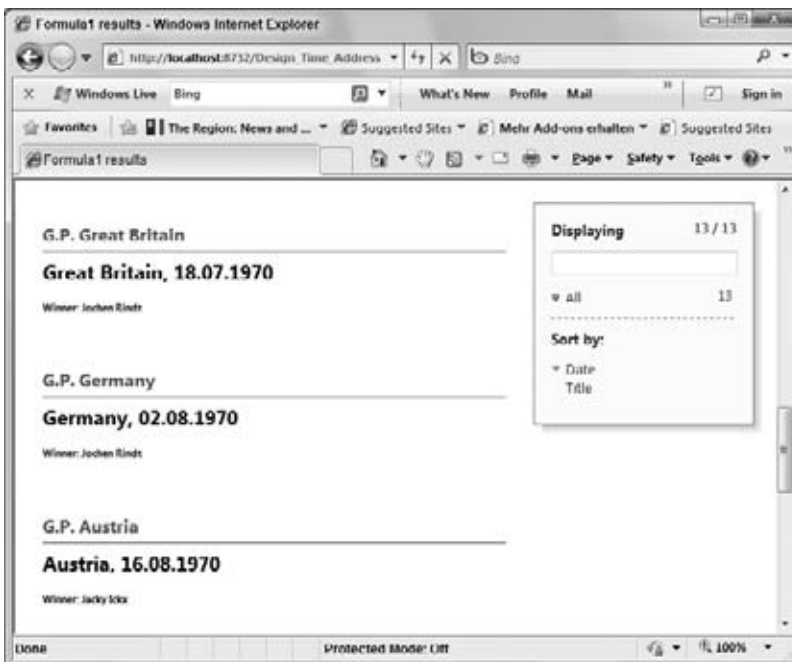 Formula1 results - Windows Internet Explorer
http://localhost:8732/Design_Time_Address
Bing
Windows Live Bing What's New Profile Mail Sign in
Favorites The Region: News and ... Suggested Sites Mehr Add-ons erhalten Suggested Sites
Formula1 results Page Safety Tools
G.P. Great Britain
Great Britain, 18.07.1970
Winner: Jochen Rindt
G.P. Germany
Germany, 02.08.1970
Winner: Jochen Rindt
G.P. Austria
Austria, 16.08.1970
Winner: Jacky Ickx
Displaying 13 / 13
All 13
Sort by:
Date
Title
Done Protected Mode: Off 100%